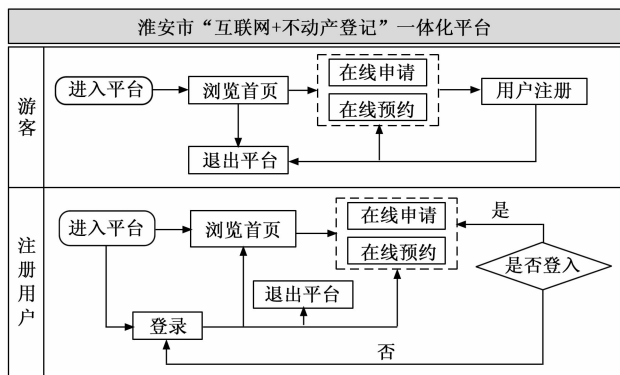 淮安市“互联网+不动产登记”一体化平台
游客
进入平台
浏览首页
在线申请
在线预约
用户注册
退出平台
注册用户
进入平台
浏览首页
在线申请
在线预约
是
是否登入
退出平台
登录
否